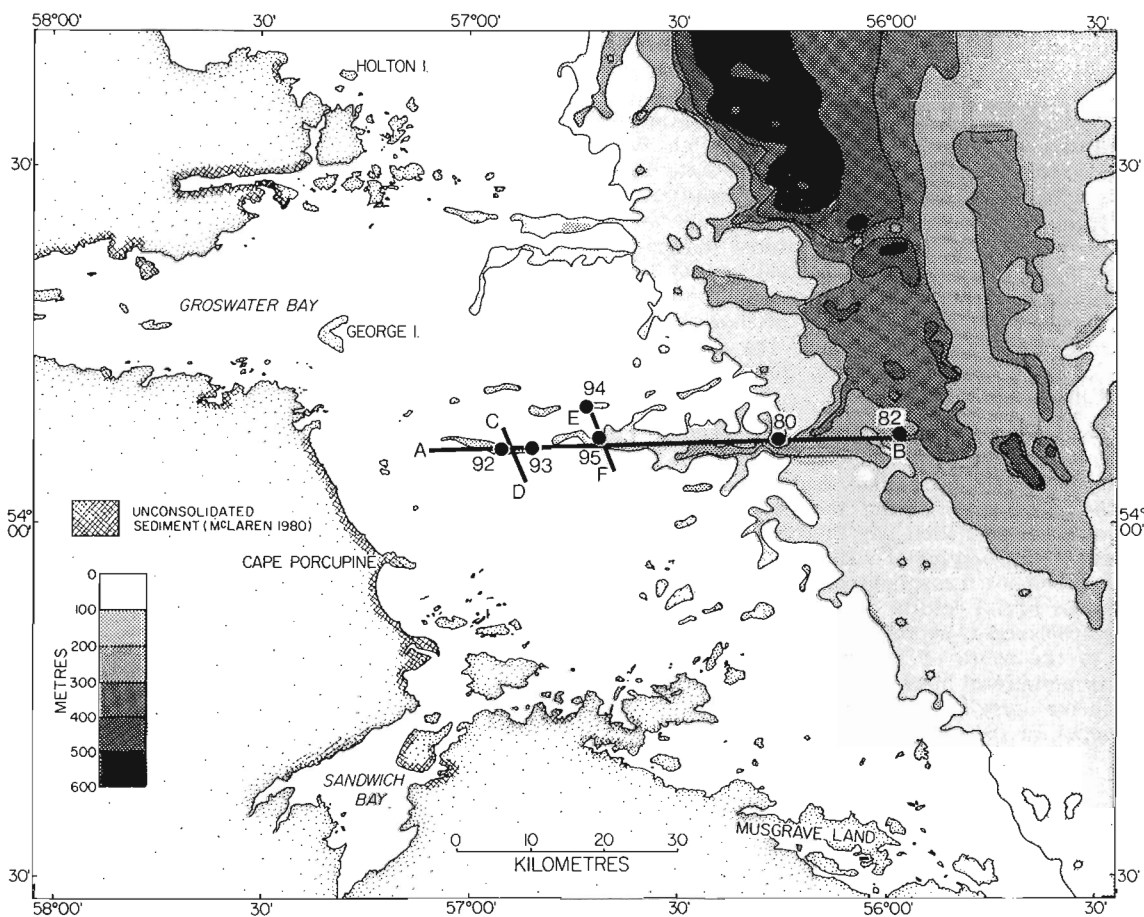 58°00' 30' 57°00' 30' 56°00' 30'
HOLTON I.
30' 30'
GROSWATER BAY
GEORGE I.
94
C E 80 82
A 92 93 95 B
D F
UNCONSOLIDATED
SEDIMENT (McLAREN 1980)
54°
00'
54°
00'
CAPE PORCUPINE
0
100
200
300
400
500
600
METRES
SANDWICH
BAY
MUSGRAVE LAND
0 10 20 30
KILOMETRES
30' 30'
58°00' 30' 57°00' 30' 56°00' 30'